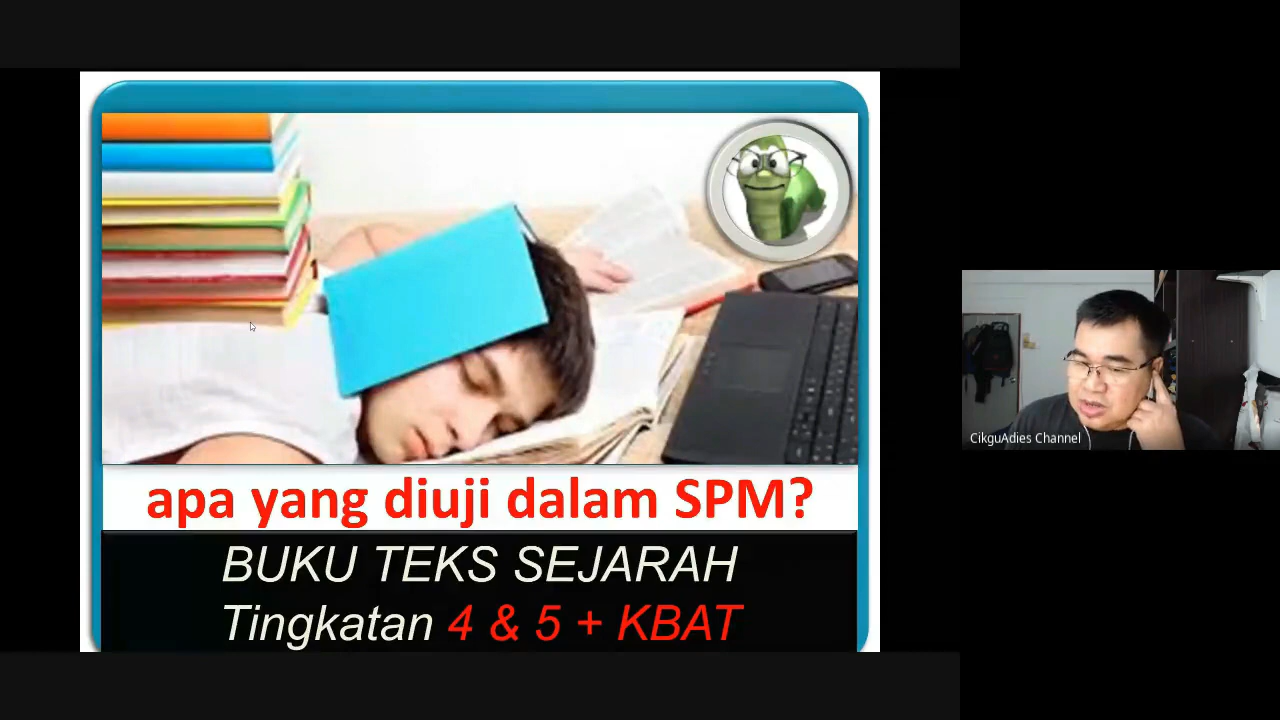 apa yang diuji dalam SPM?
BUKU TEKS SEJARAH
Tingkatan 4 & 5 + KBAT
CikguAdies Channel